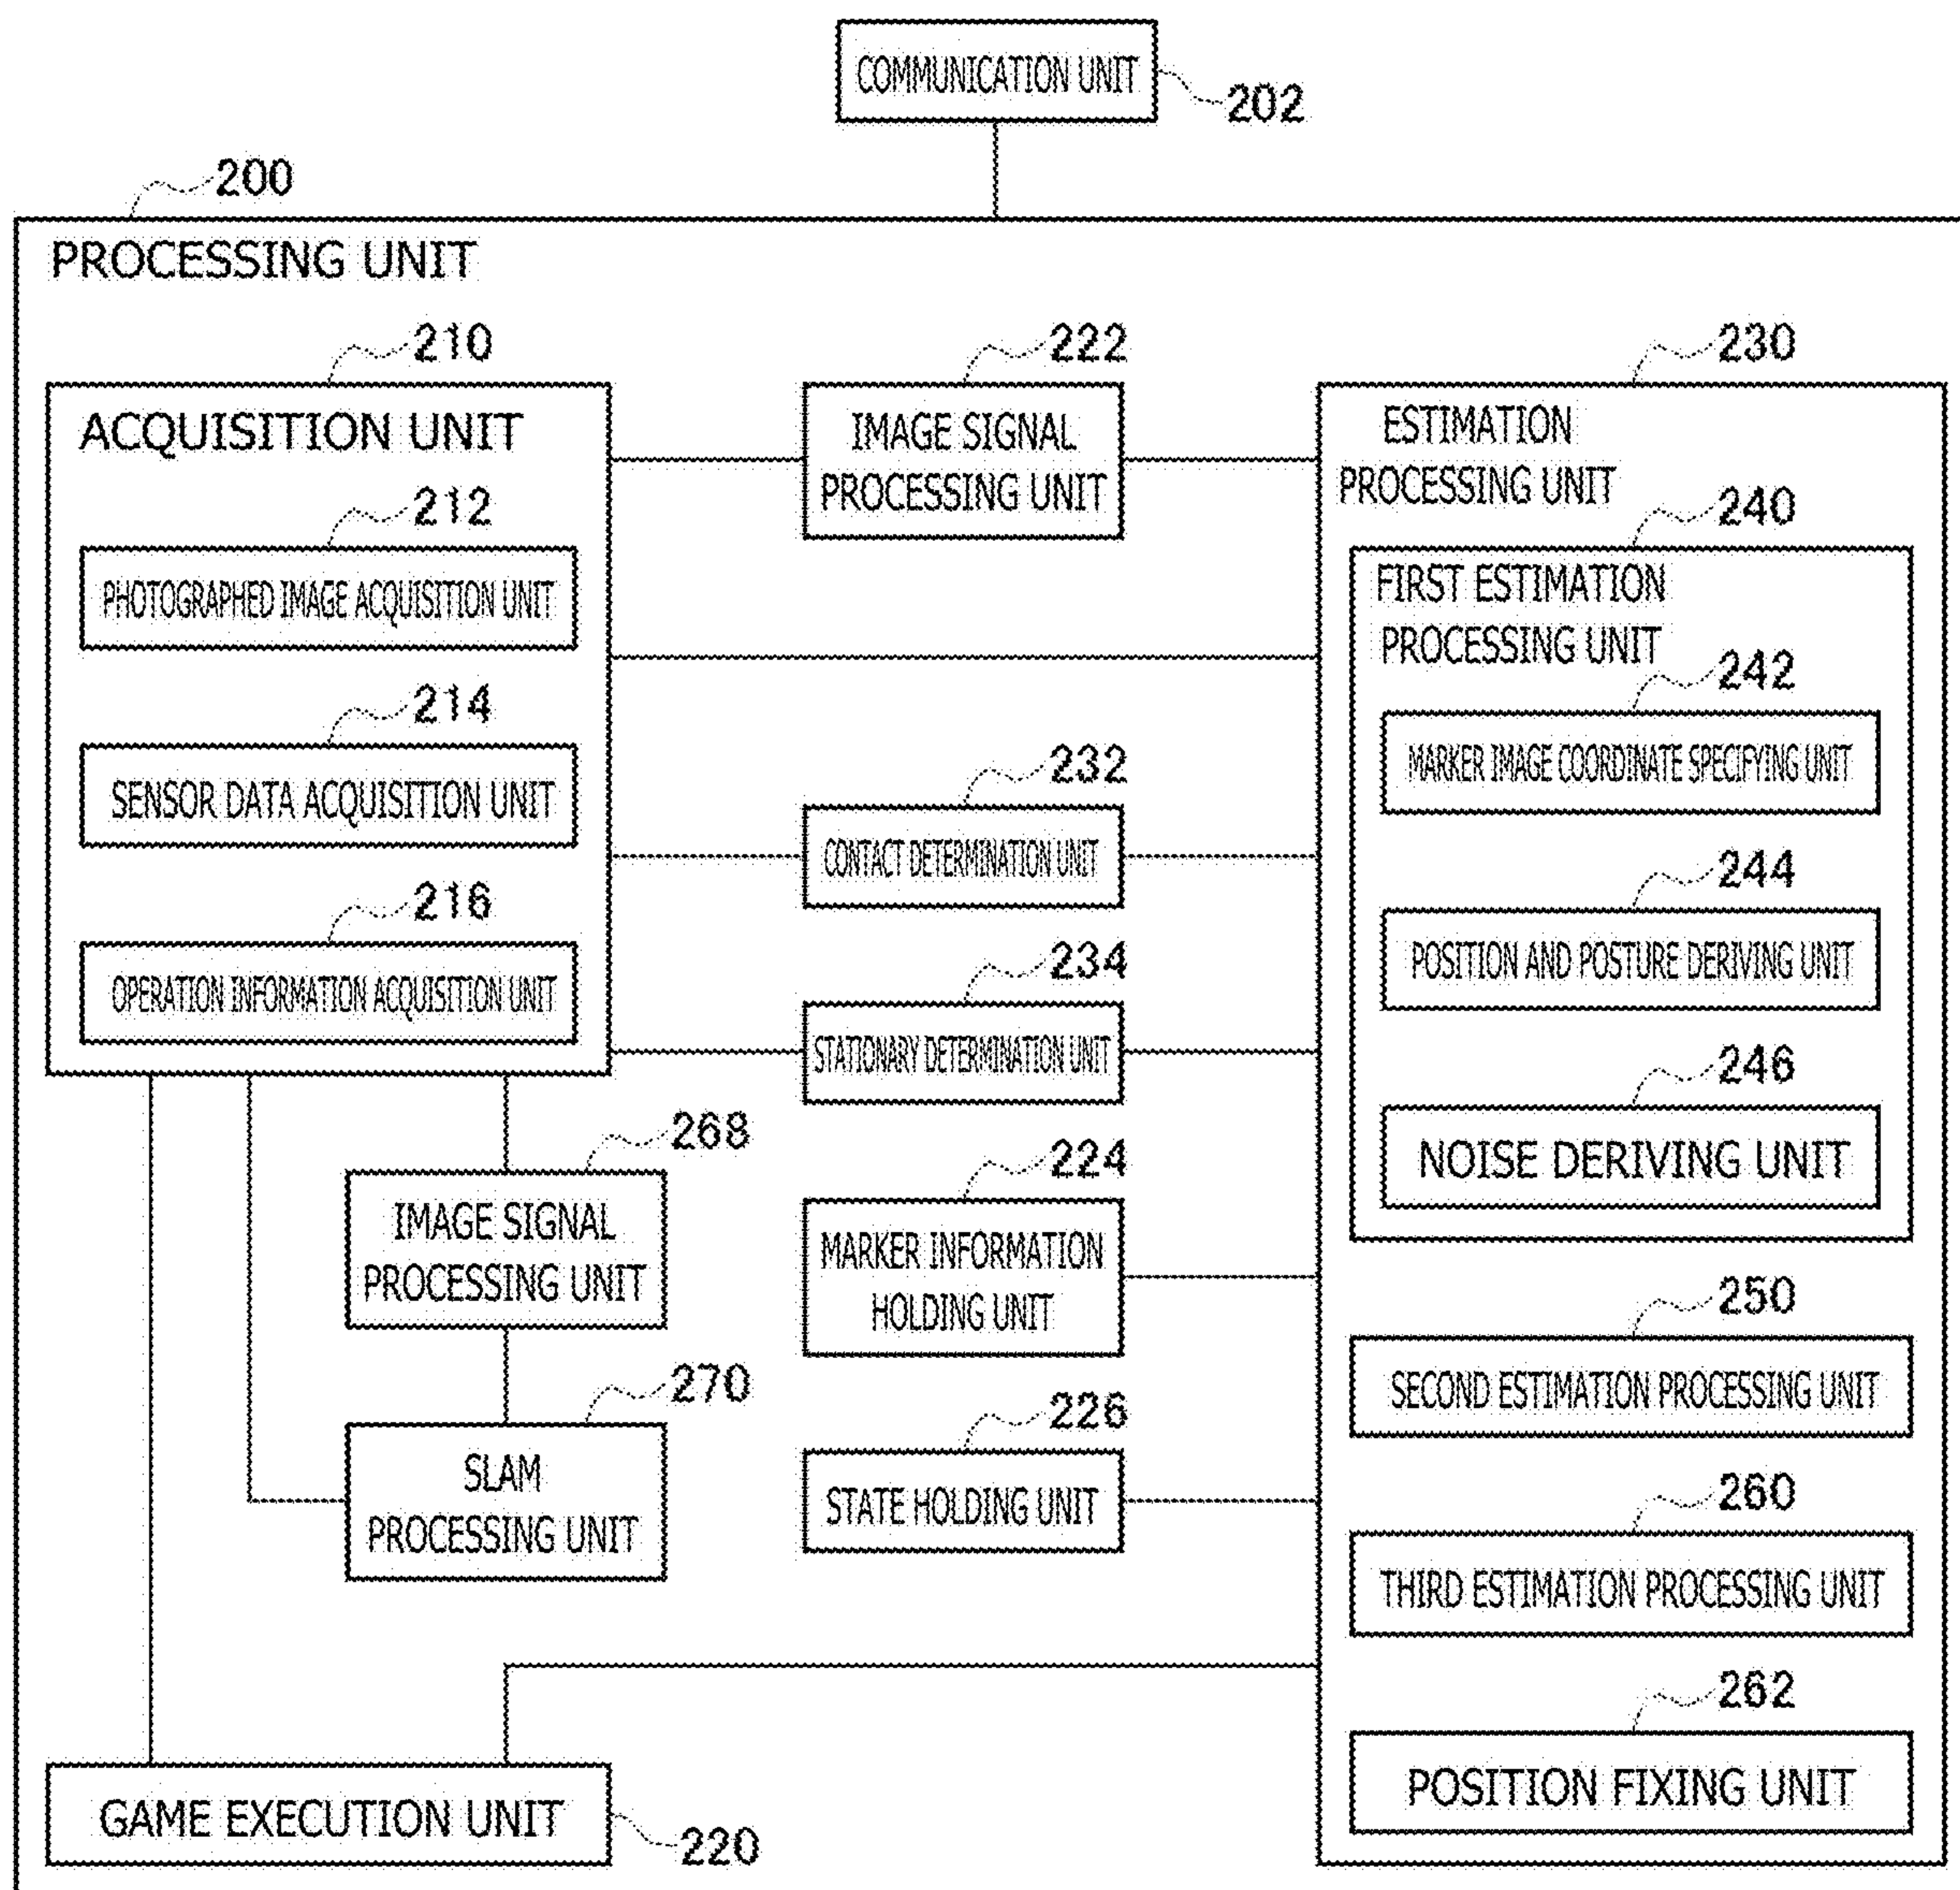 COMMUNICATION UNIT
202
200
PROCESSING UNIT
210
ACQUISITION UNIT
212
PHOTOGRAPHED IMAGE ACQUISITION UNIT
214
SENSOR DATA ACQUISITION UNIT
216
OPERATION INFORMATION ACQUISITION UNIT
222
IMAGE SIGNAL
PROCESSING UNIT
232
CONTACT DETERMINATION UNIT
234
STATIONARY DETERMINATION UNIT
224
MARKER INFORMATION
HOLDING UNIT
226
STATE HOLDING UNIT
268
IMAGE SIGNAL
PROCESSING UNIT
270
SLAM
PROCESSING UNIT
GAME EXECUTION UNIT
220
230
ESTIMATION
PROCESSING UNIT
240
FIRST ESTIMATION
PROCESSING UNIT
242
MARKER IMAGE COORDINATE SPECIFYING UNIT
244
POSITION AND POSTURE DERIVING UNIT
246
NOISE DERIVING UNIT
250
SECOND ESTIMATION PROCESSING UNIT
260
THIRD ESTIMATION PROCESSING UNIT
262
POSITION FIXING UNIT